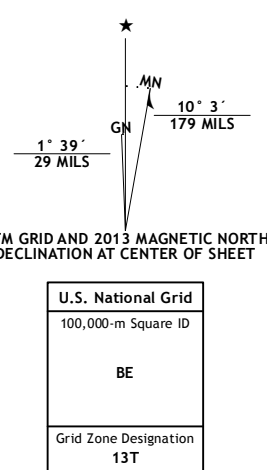 ★
MN
GN
10° 3´
179 MILS
1° 39´
29 MILS
TM GRID AND 2013 MAGNETIC NORTH
DECLINATION AT CENTER OF SHEET
U.S. National Grid
100,000-m Square ID
BE
Grid Zone Designation
13T